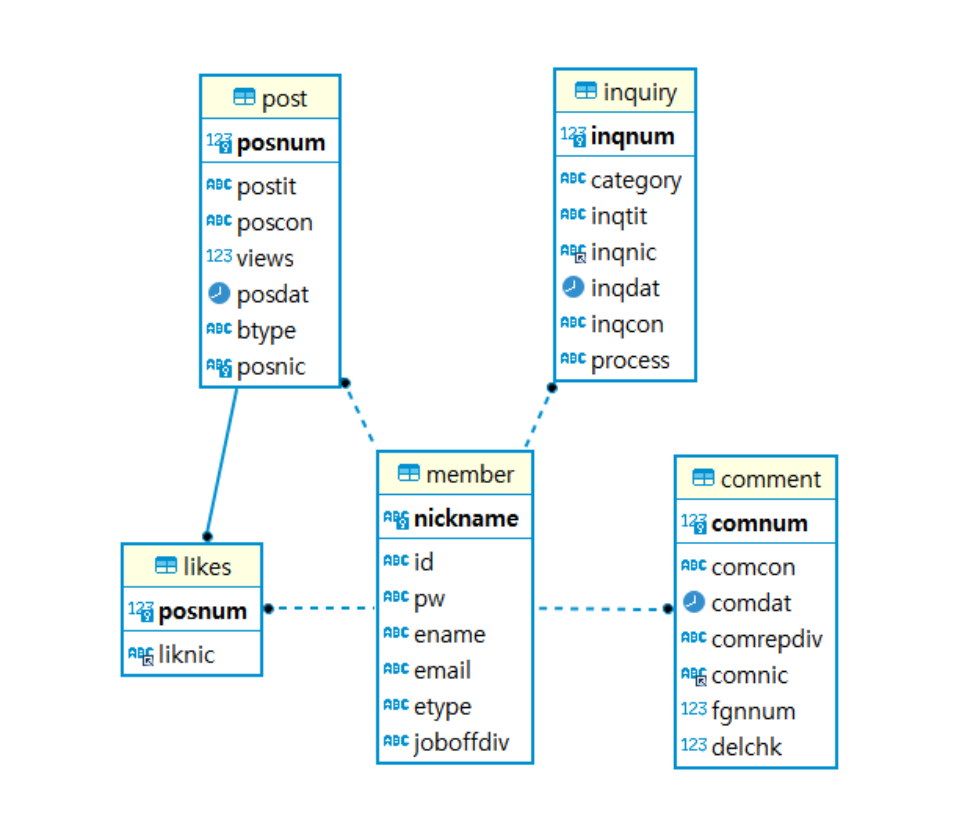 post
posnum
postit
poscon
views
posdat
btype
posnic
inquiry
inqnum
category
inqtit
inqnic
inqdat
inqcon
process
likes
posnum
liknic
member
nickname
id
pw
ename
email
etype
joboffdiv
comment
comnum
comcon
comdat
comrepdiv
comnic
fgnnum
delchk